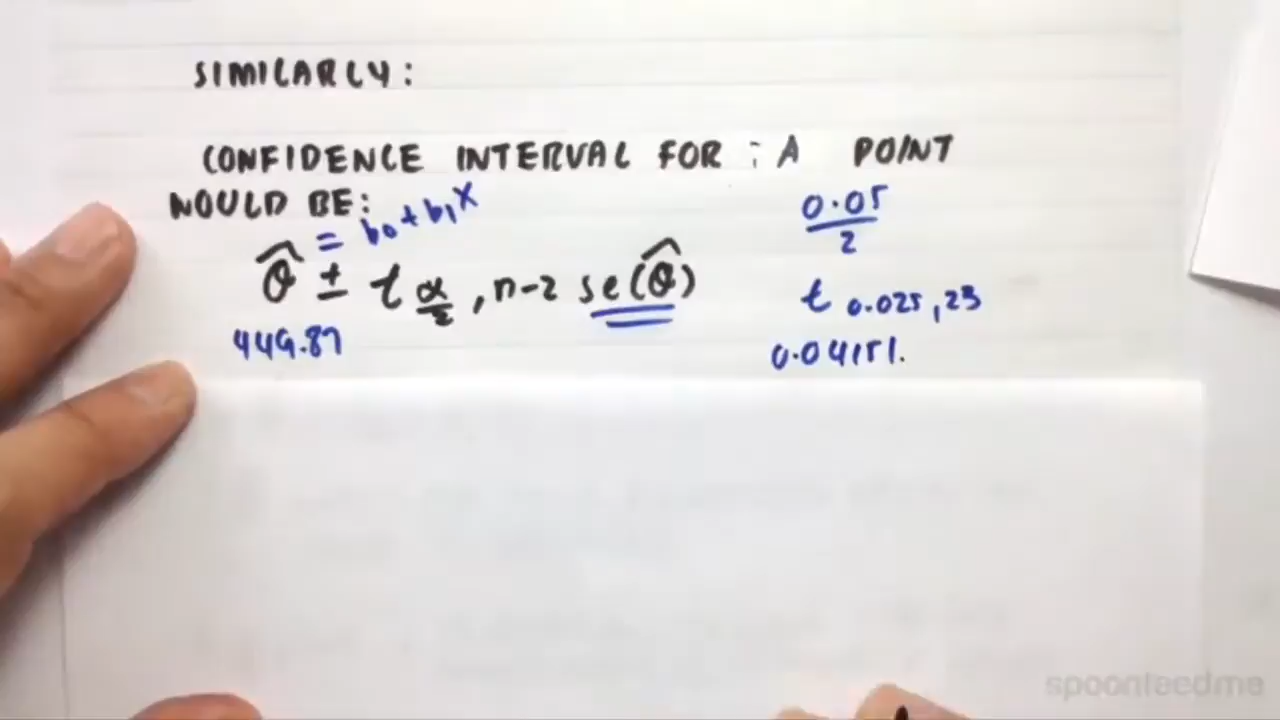 SIMILARLY:
CONFIDENCE INTERVAL FOR : A POINT
WOULD BE:
= b₀ + b₁x
θ̂ ± t α/2 , n-2 se(θ̂)
449.87
0.05
2
t 0.025, 23
0.04151.
spoonfeedme